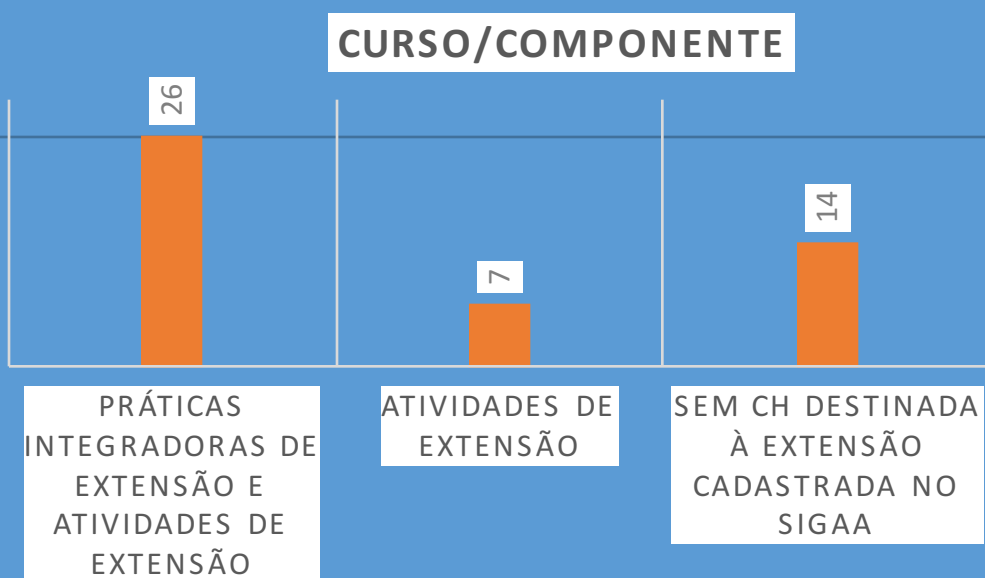 CURSO/COMPONENTE
26
7
14
PRÁTICAS
INTEGRADORAS DE
EXTENSÃO E
ATIVIDADES DE
EXTENSÃO
ATIVIDADES DE
EXTENSÃO
SEM CH DESTINADA
À EXTENSÃO
CADASTRADA NO
SIGAA